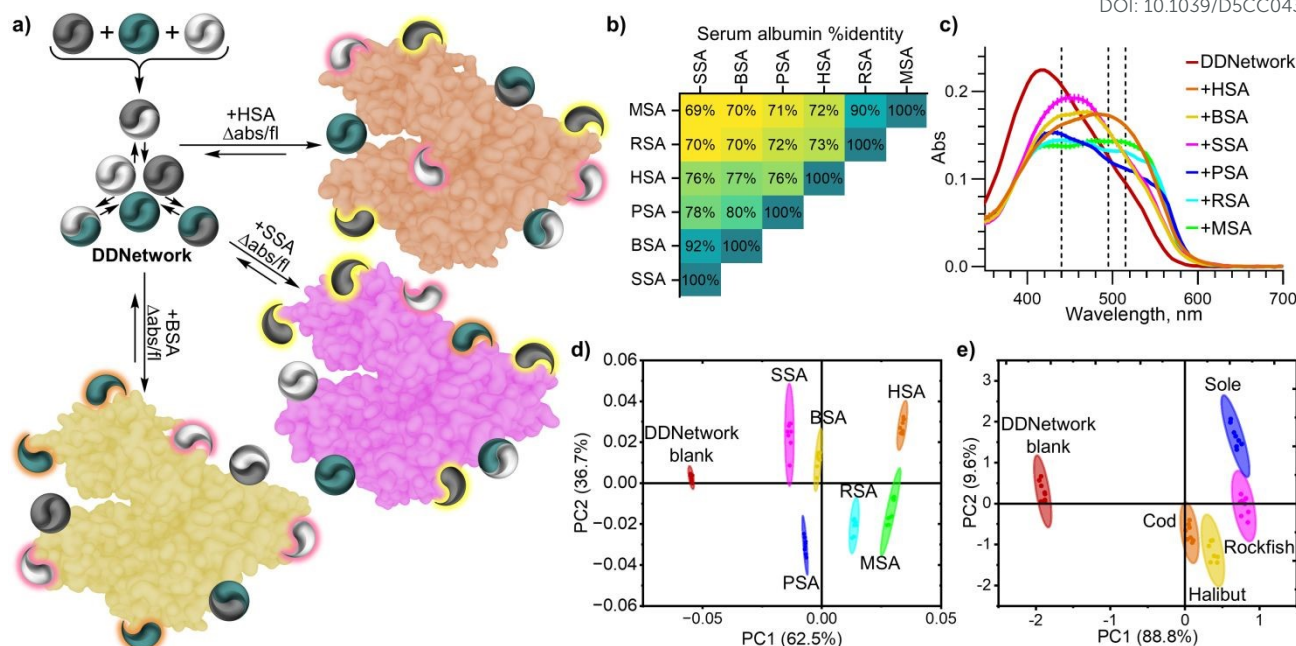 DOI: 10.1039/D5CC043
a)
+ +
+HSA
Δabs/fl
+SSA
Δabs/fl
DDNetwork
+BSA
Δabs/fl
b)
Serum albumin %identity
SSA BSA PSA HSA RSA MSA
MSA 69% 70% 71% 72% 90% 100%
RSA 70% 70% 72% 73% 100%
HSA 76% 77% 76% 100%
PSA 78% 80% 100%
BSA 92% 100%
SSA 100%
c)
Abs
0.2
0.1
0.0
400 500 600 700
Wavelength, nm
DDNetwork
+HSA
+BSA
+SSA
+PSA
+RSA
+MSA
d)
PC2 (36.7%)
0.06
0.04
0.02
0.00
−0.02
−0.04
−0.06
SSA
BSA
HSA
DDNetwork
blank
RSA
MSA
PSA
−0.05 0.00 0.05
PC1 (62.5%)
e)
PC2 (9.6%)
3
2
1
0
-1
-2
Sole
DDNetwork
blank
Cod
Rockfish
Halibut
-2 -1 0 1
PC1 (88.8%)